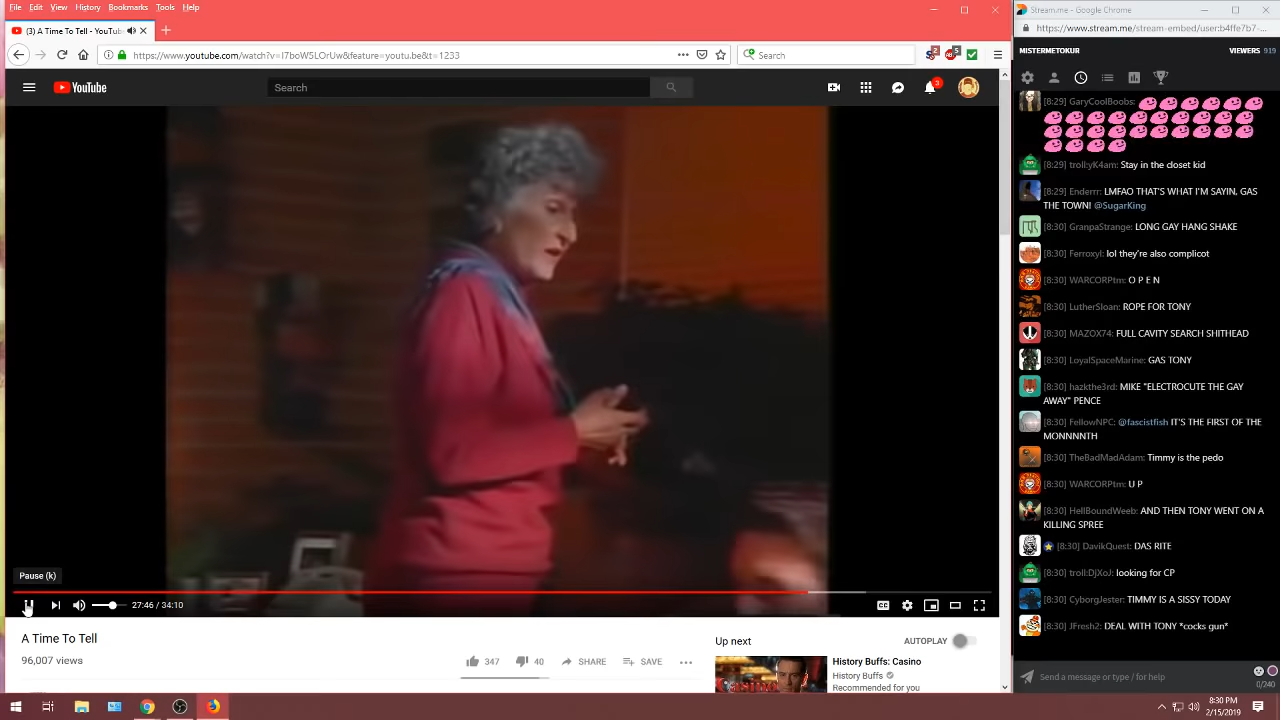 File Edit View History Bookmarks Tools Help
(3) A Time To Tell - YouTube
https://www.youtube.com/watch?v=I7beW5LOrUw&feature=youtu.be&t=1233
Search
2
5
YouTube
Search
3
Pause (k)
27:46 / 34:10
A Time To Tell
96,007 views
347
40
SHARE
SAVE
Up next
AUTOPLAY
History Buffs: Casino
History Buffs
Recommended for you
Stream.me - Google Chrome
https://www.stream.me/stream-embed/user:b4ffe7b7-
MISTERMETOKUR
VIEWERS 919
[8:29] GaryCoolBoobs:
[8:29] troll:yK4am: Stay in the closet kid
[8:29] Enderrr: LMFAO THAT'S WHAT I'M SAYIN, GAS
THE TOWN! @SugarKing
[8:30] GranpaStrange: LONG GAY HANG SHAKE
[8:30] Ferroxyl: lol they're also complicot
[8:30] WARCORPtm: O P E N
[8:30] LutherSloan: ROPE FOR TONY
[8:30] MAZOX74: FULL CAVITY SEARCH SHITHEAD
[8:30] LoyalSpaceMarine: GAS TONY
[8:30] hazkthe3rd: MIKE "ELECTROCUTE THE GAY
AWAY" PENCE
[8:30] FellowNPC: @fascistfish IT'S THE FIRST OF THE
MONNNNTH
[8:30] TheBadMadAdam: Timmy is the pedo
[8:30] WARCORPtm: U P
[8:30] HellBoundWeeb: AND THEN TONY WENT ON A
KILLING SPREE
[8:30] DavikQuest: DAS RITE
[8:30] troll:DJXoJ: looking for CP
[8:30] CyborgJester: TIMMY IS A SISSY TODAY
[8:30] JFresh2: DEAL WITH TONY *cocks gun*
Send a message or type / for help
0/240
8:30 PM
2/15/2019